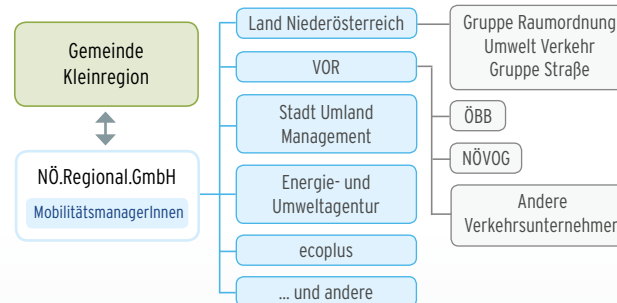 Gemeinde
Kleinregion
NÖ.Regional.GmbH
MobilitätsmanagerInnen
Land Niederösterreich
VOR
Stadt Umland
Management
Energie- und
Umweltagentur
ecoplus
... und andere
Gruppe Raumordnung
Umwelt Verkehr
Gruppe Straße
ÖBB
NÖVOG
Andere
Verkehrsunternehmen